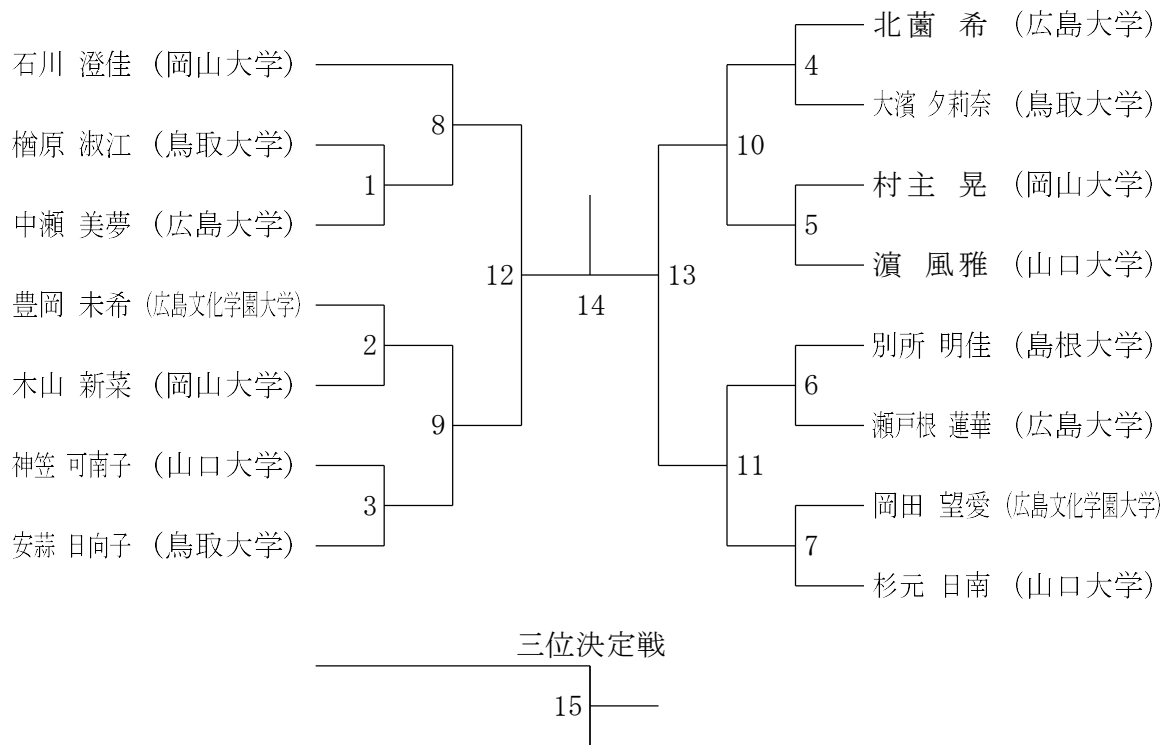 石川 澄佳 (岡山大学)
楢原 淑江 (鳥取大学)
中瀬 美夢 (広島大学)
豊岡 未希 (広島文化学園大学)
木山 新菜 (岡山大学)
神笠 可南子 (山口大学)
安蒜 日向子 (鳥取大学)
8
1
12
2
9
3
14
北薗 希 (広島大学)
大濱 夕莉奈 (鳥取大学)
村主 晃 (岡山大学)
濵 風雅 (山口大学)
別所 明佳 (島根大学)
瀬戸根 蓮華 (広島大学)
岡田 望愛 (広島文化学園大学)
杉元 日南 (山口大学)
4
10
5
13
6
11
7
三位決定戦
15